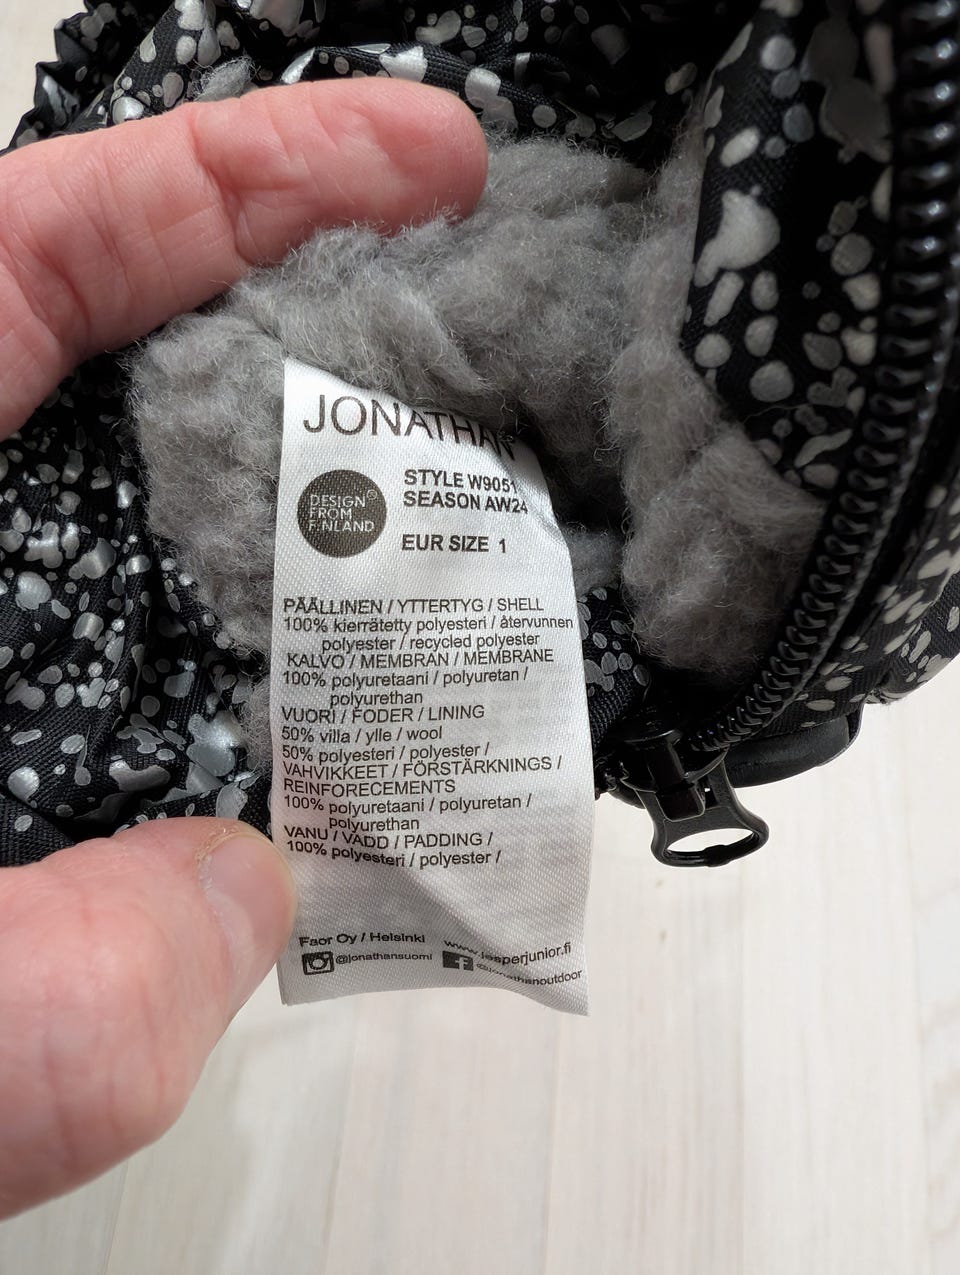 JONATHAN
DESIGN
FROM
FINLAND
STYLE W9051
SEASON AW24
EUR SIZE 1
PÄÄLLINEN / YTTERTYG / SHELL
100% kierrätetty polyesteri / återvunnen
polyester / recycled polyester
KALVO / MEMBRAN / MEMBRANE
100% polyuretaani / polyuretan /
polyurethan
VUORI / FODER / LINING
50% villa / ylle / wool
50% polyesteri / polyester /
VAHVIKKEET / FÖRSTÄRKNINGS /
REINFORECEMENTS
100% polyuretaani / polyuretan /
polyurethan
VANU / VADD / PADDING /
100% polyesteri / polyester /
Faor Oy / Helsinki
www.jesperjunior.fi
@jonathansuomi
@jonathanoutdoor